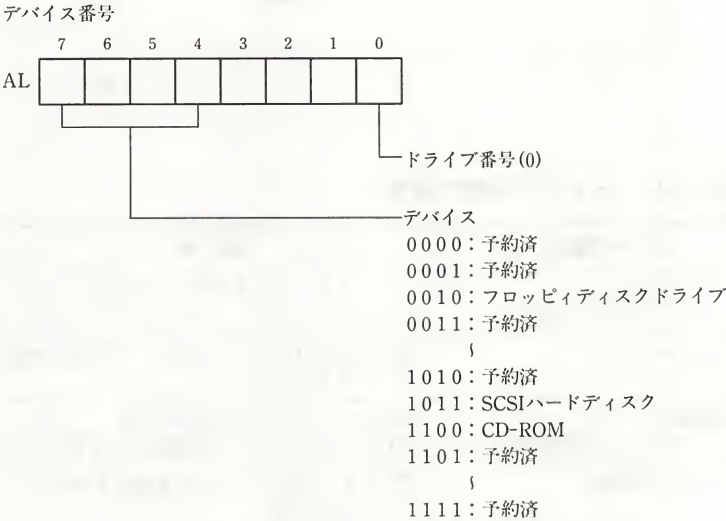 デバイス番号
7 6 5 4 3 2 1 0
AL
ドライブ番号(0)
デバイス
0000：予約済
0001：予約済
0010：フロッピィディスクドライブ
0011：予約済
〜
1010：予約済
1011：SCSIハードディスク
1100：CD-ROM
1101：予約済
〜
1111：予約済